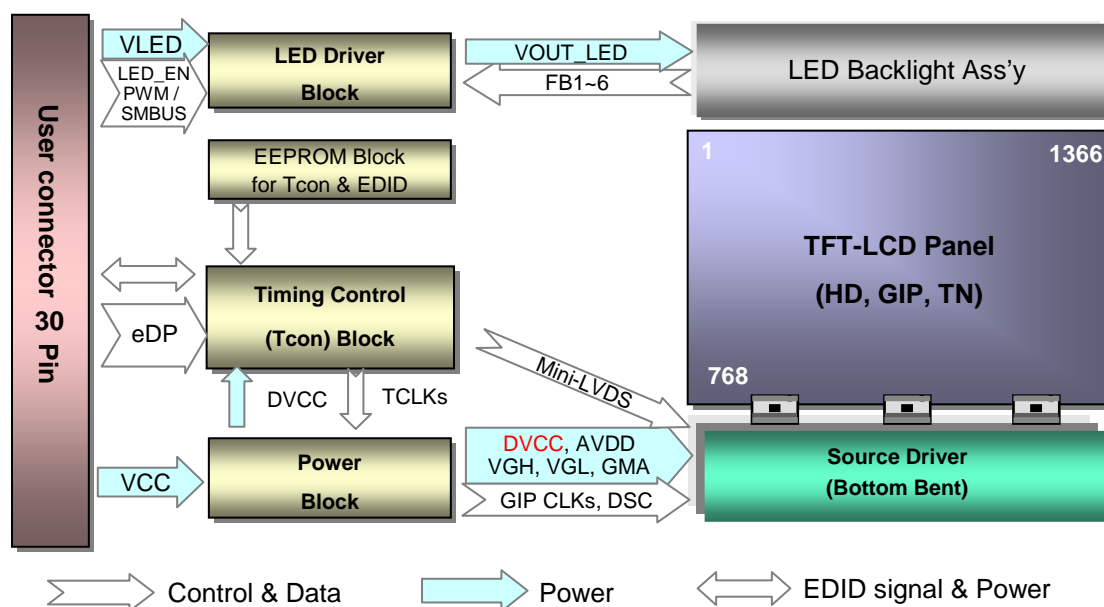 User connector
30
Pin
VLED
LED_EN
PWM /
SMBUS
LED Driver
Block
VOUT_LED
FB1~6
LED Backlight Ass'y
EEPROM Block
for Tcon & EDID
eDP
Timing Control
(Tcon) Block
DVCC
TCLKs
Mini-LVDS
1
1366
TFT-LCD Panel
(HD, GIP, TN)
768
VCC
Power
Block
DVCC, AVDD
VGH, VGL, GMA
GIP CLKs, DSC
Source Driver
(Bottom Bent)
Control & Data
Power
EDID signal & Power